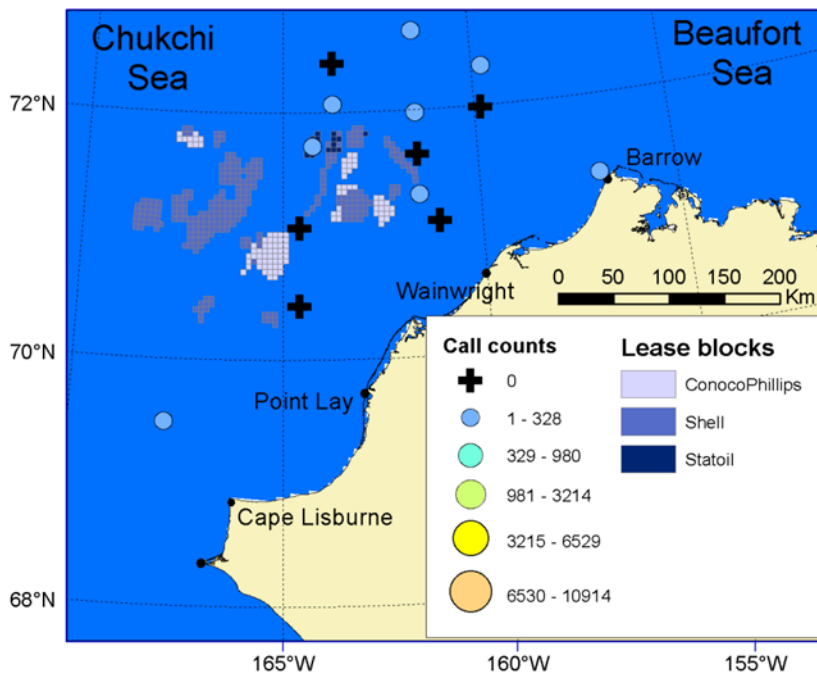 Chukchi
Sea
Beaufort
Sea
72°N
Barrow
Wainwright
0 50 100 150 200
Km
70°N
Point Lay
Cape Lisburne
68°N
Call counts
0
1 - 328
329 - 980
981 - 3214
3215 - 6529
6530 - 10914
Lease blocks
ConocoPhillips
Shell
Statoil
165°W
160°W
155°W